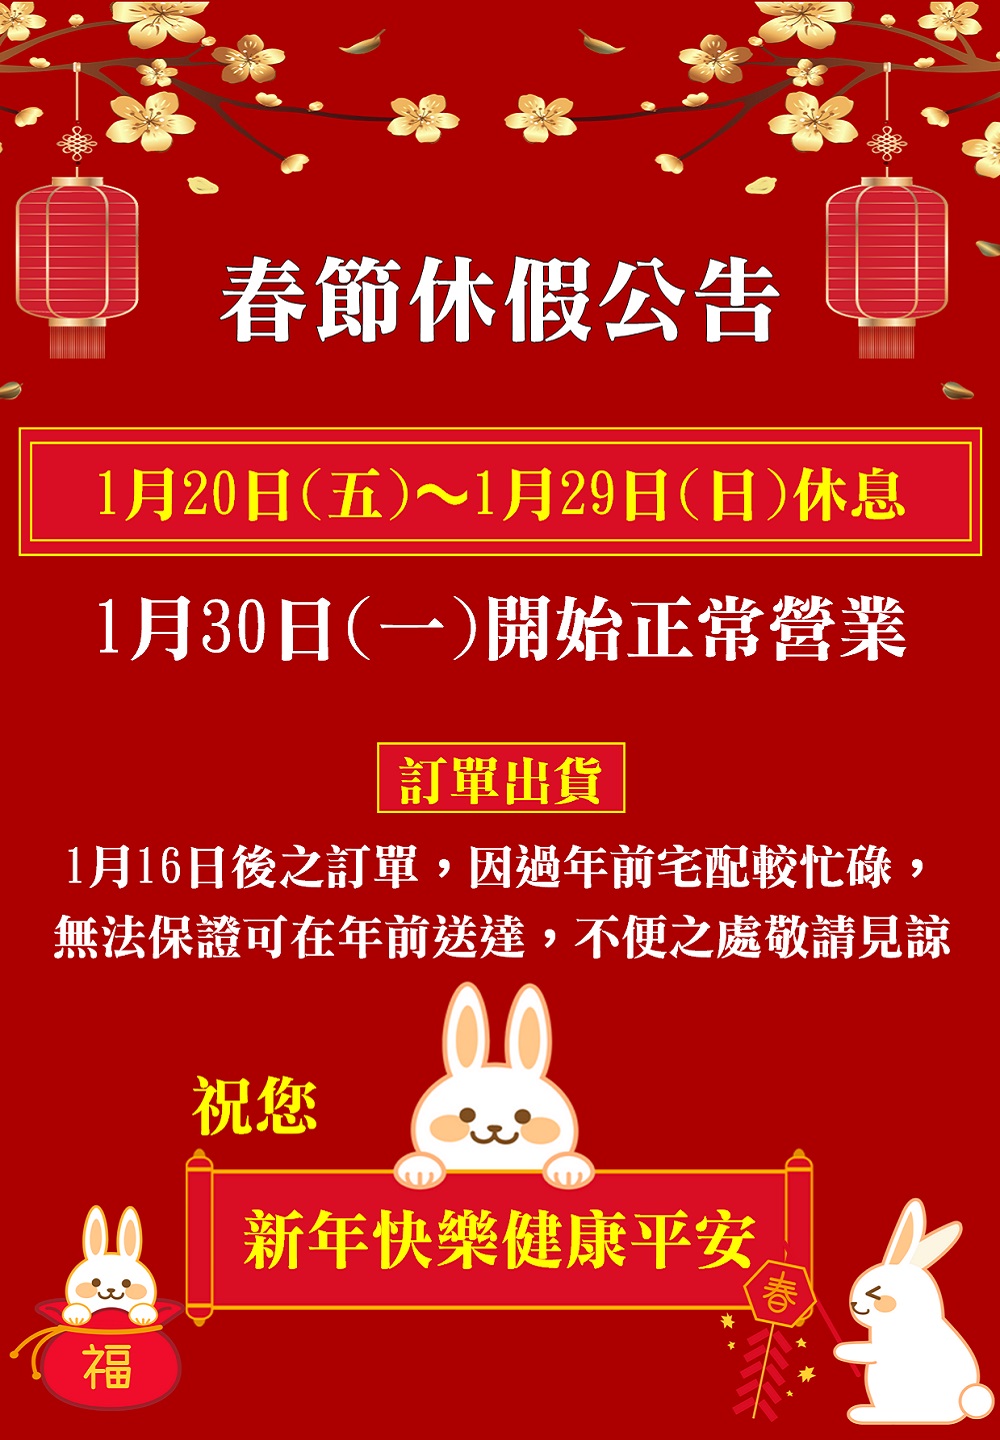 春節休假公告
1月20日(五)～1月29日(日)休息
1月30日(一)開始正常營業
訂單出貨
1月16日後之訂單，因過年前宅配較忙碌，
無法保證可在年前送達，不便之處敬請見諒
祝您
新年快樂健康平安
春
福